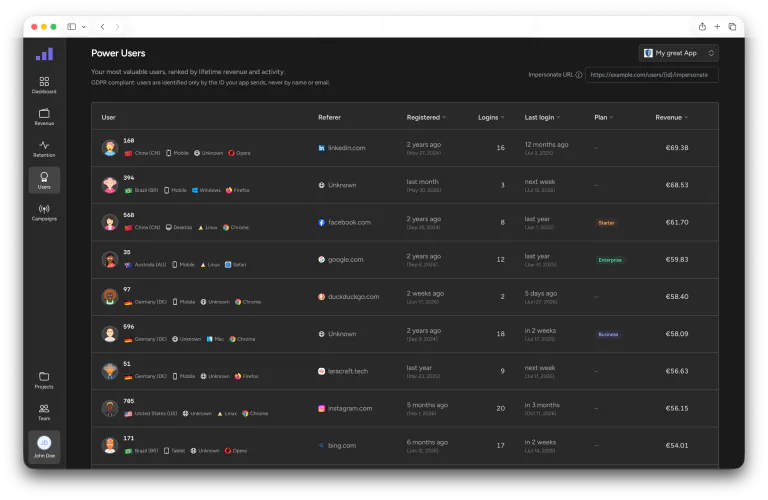 Power Users
My great App
Your most valuable users, ranked by lifetime revenue and activity.
GDPR compliant: users are identified only by the ID your app sends, never by name or email.
Impersonate URL
https://example.com/users/{id}/impersonate
Dashboard
Revenue
Retention
Users
Campaigns
Projects
Team
JD
John Doe
User Referer Registered Logins Last login Plan Revenue
160
China (CN) Mobile Unknown Opera
linkedin.com
2 years ago
16
12 months ago
–
€69.38
394
Brazil (BR) Mobile Windows Firefox
Unknown
last month
3
next week
–
€68.53
568
China (CN) Desktop Linux Chrome
facebook.com
2 years ago
8
last year
Starter
€61.70
35
Australia (AU) Mobile Linux Safari
google.com
2 years ago
12
last year
Enterprise
€59.83
97
Germany (DE) Mobile Unknown Chrome
duckduckgo.com
2 weeks ago
2
5 days ago
–
€58.40
596
Germany (DE) Unknown Mac Chrome
Unknown
2 years ago
18
in 2 weeks
Business
€58.09
51
Germany (DE) Mobile Unknown Firefox
laracraft.tech
last year
9
next week
–
€56.63
705
United States (US) Unknown Linux Chrome
instagram.com
5 months ago
20
in 3 months
–
€56.15
171
Brazil (BR) Tablet Unknown Opera
bing.com
6 months ago
17
in 2 weeks
–
€54.01